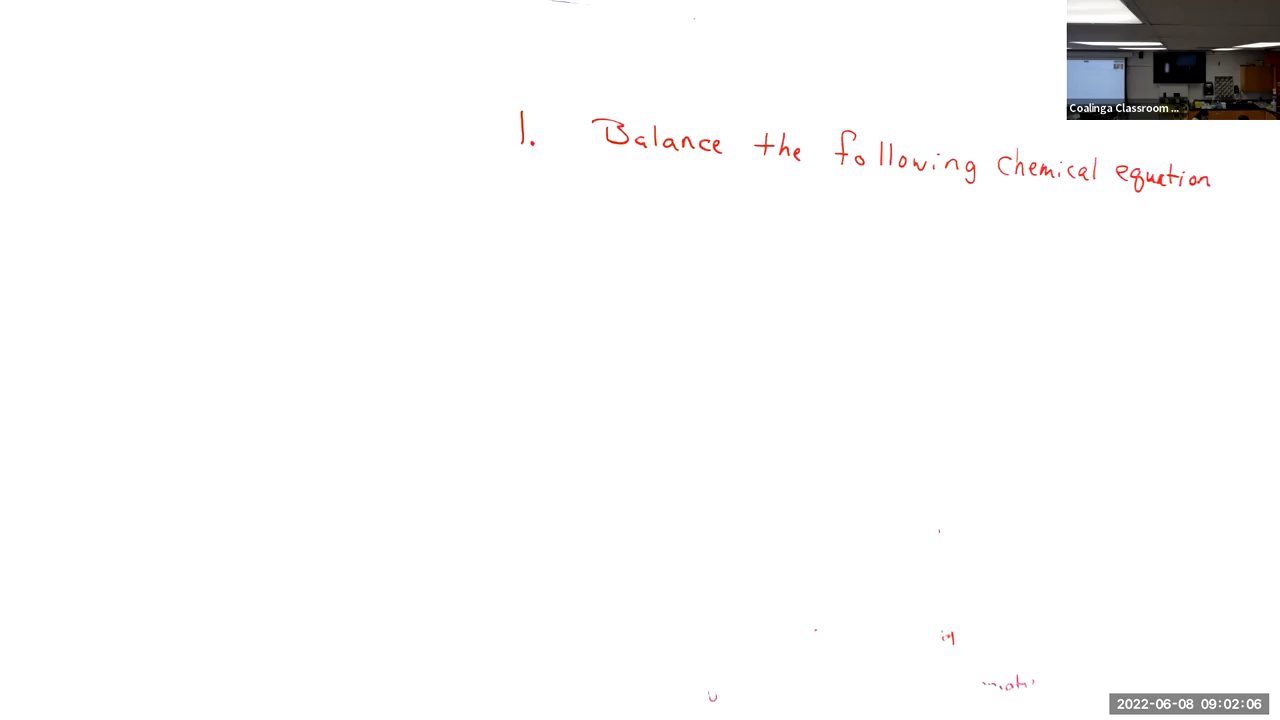 Coalinga Classroom ...
1. Balance the following chemical equation
2022-06-08 09:02:06